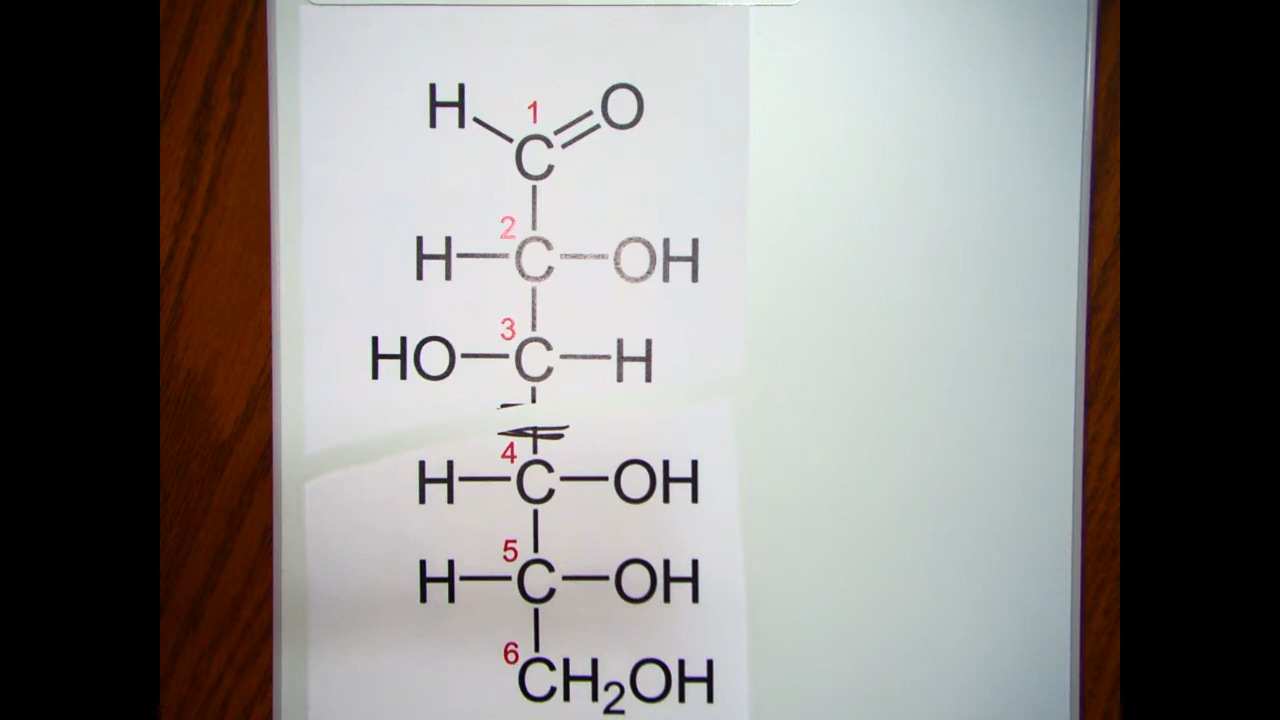 H 1 O
C
2
H C OH
3
HO C H
4
H C OH
5
H C OH
6
CH₂OH